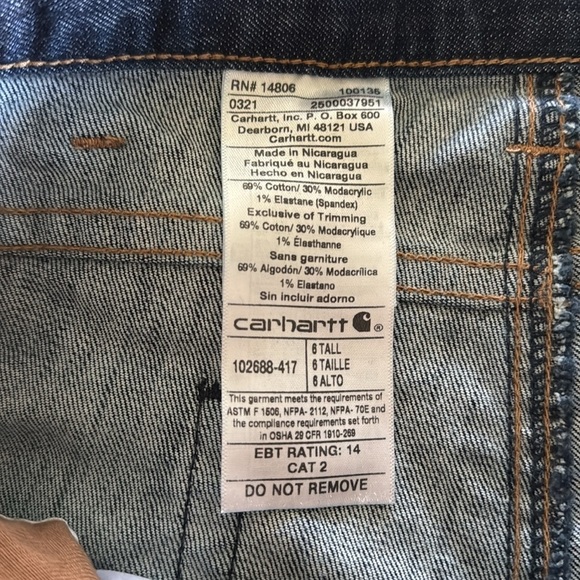 RN# 14806 100135
0321 2500037951
Carhartt, Inc. P. O. Box 600
Dearborn, MI 48121 USA
Carhartt.com
Made in Nicaragua
Fabriqué au Nicaragua
Hecho en Nicaragua
69% Cotton/ 30% Modacrylic
1% Elastane (Spandex)
Exclusive of Trimming
69% Coton/ 30% Modacrylique
1% Élasthanne
Sans garniture
69% Algodón/ 30% Modacrílica
1% Elastano
Sin incluir adorno
carhartt ®
102688-417
6 TALL
6 TAILLE
6 ALTO
This garment meets the requirements of
ASTM F 1506, NFPA- 2112, NFPA- 70E and
the compliance requirements set forth
in OSHA 29 CFR 1910-269
EBT RATING: 14
CAT 2
DO NOT REMOVE